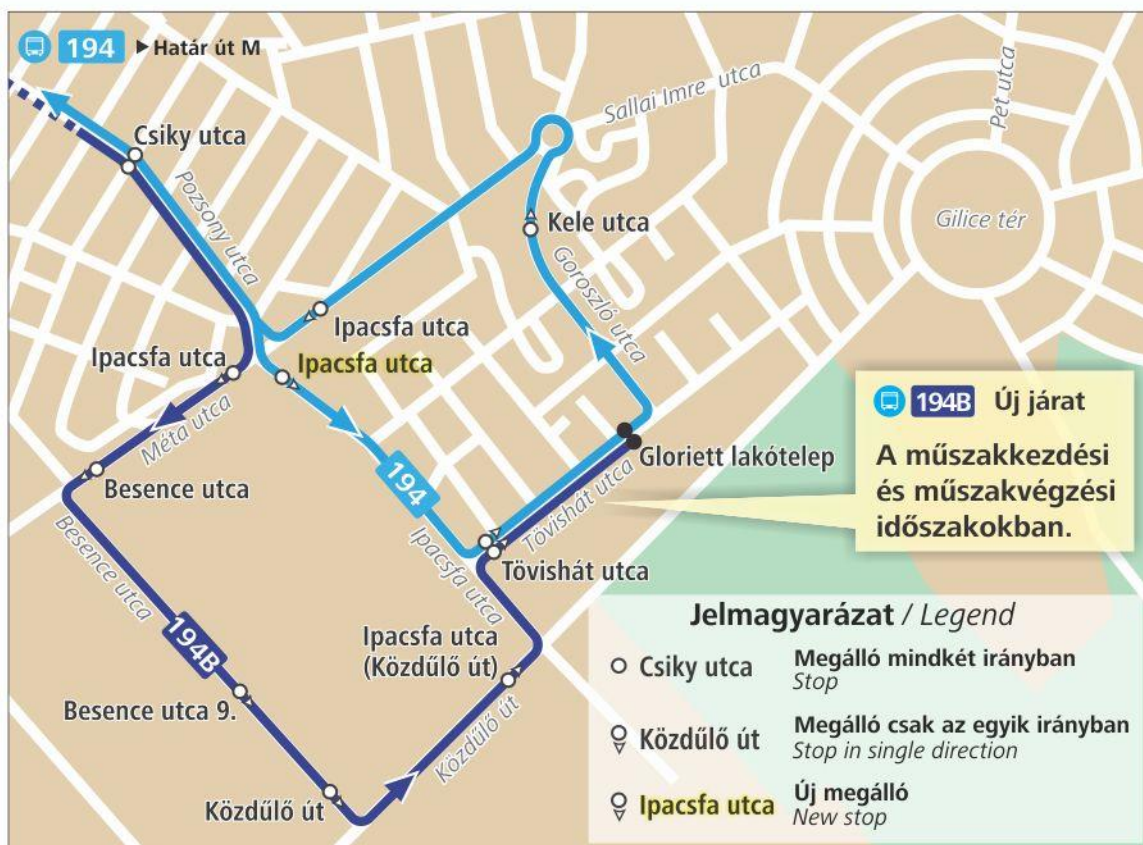 194 ▸ Határ út M
Csiky utca
Pozsony utca
Sallai Imre utca
Pet utca
Gilice tér
Kele utca
Goroszló utca
Ipacsfa utca
Ipacsfa utca
Ipacsfa utca
Méta utca
Besence utca
Besence utca
194
Ipacsfa utca
Gloriett lakótelep
Tövishát utca
Tövishát utca
194B Új járat
A műszakkezdési
és műszakvégzési
időszakokban.
194B
Ipacsfa utca
(Közdűlő út)
Besence utca 9.
Közdűlő út
Közdűlő út
Jelmagyarázat / Legend
Csiky utca Megálló mindkét irányban
Stop
Közdűlő út Megálló csak az egyik irányban
Stop in single direction
Ipacsfa utca Új megálló
New stop